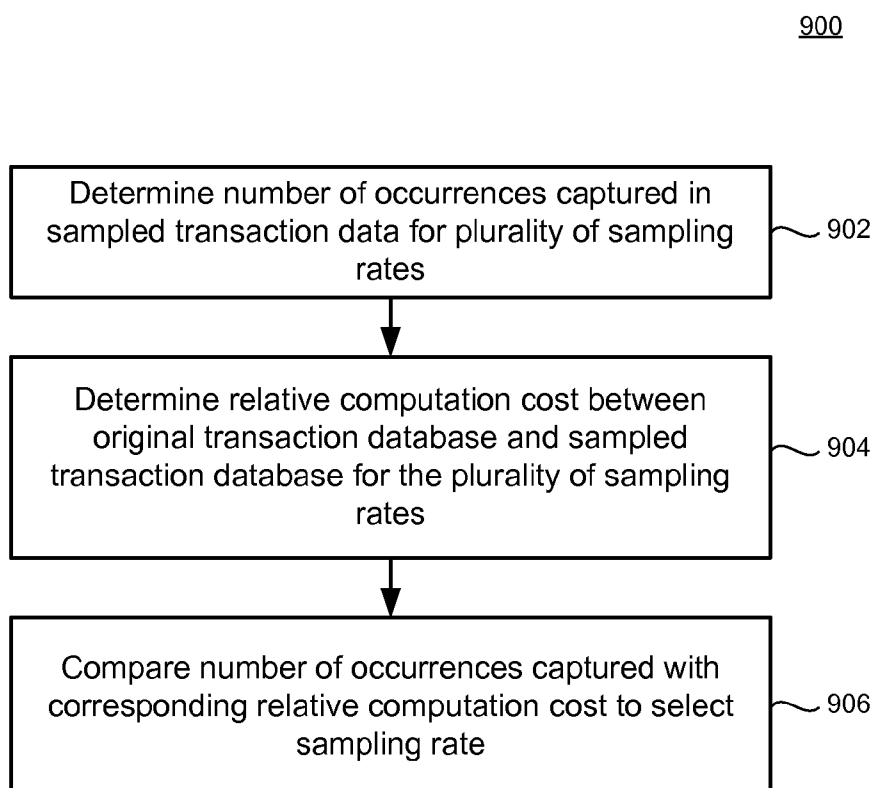 900
Determine number of occurrences captured in
sampled transaction data for plurality of sampling
rates
902
Determine relative computation cost between
original transaction database and sampled
transaction database for the plurality of sampling
rates
904
Compare number of occurrences captured with
corresponding relative computation cost to select
sampling rate
906